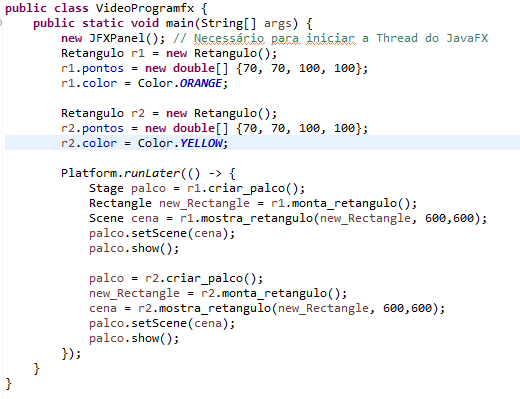 public class VideoProgramfx {
public static void main(String[] args) {
new JFXPanel(); // Necessário para iniciar a Thread do JavaFX
Retangulo r1 = new Retangulo();
r1.pontos = new double[] {70, 70, 100, 100};
r1.color = Color.ORANGE;
Retangulo r2 = new Retangulo();
r2.pontos = new double[] {70, 70, 100, 100};
r2.color = Color.YELLOW;
Platform.runLater(() -> {
Stage palco = r1.criar_palco();
Rectangle new_Rectangle = r1.monta_retangulo();
Scene cena = r1.mostra_retangulo(new_Rectangle, 600,600);
palco.setScene(cena);
palco.show();
palco = r2.criar_palco();
new_Rectangle = r2.monta_retangulo();
cena = r2.mostra_retangulo(new_Rectangle, 600,600);
palco.setScene(cena);
palco.show();
});
}
}